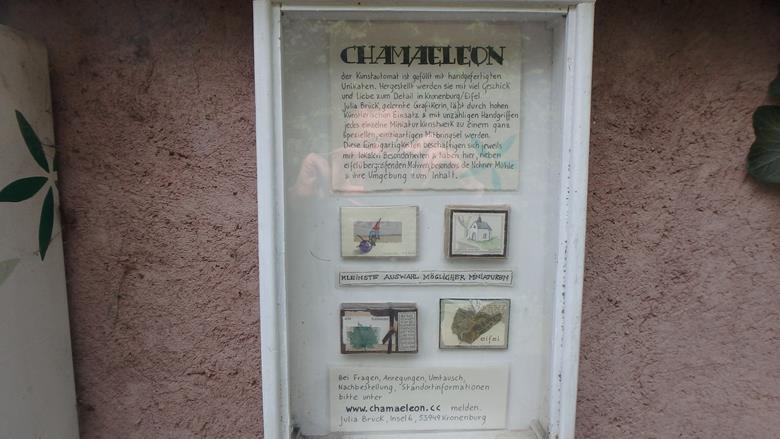 CHAMAELEON
der Kunstautomat ist gefüllt mit handgefertigten
Unikaten. Hergestellt werden sie mit viel Geschick
und Liebe zum Detail in Kronenburg/Eifel.
Julia Brück, gelernte Grafikerin, läßt durch hohen
künstlerischen Einsatz & mit unzähligen Handgriffen
jedes einzelne Miniaturkunstwerk zu einem ganz
speziellen, einzigartigen Mitbringsel werden.
Diese Einzigartigkeiten beschäftigen sich jeweils
mit lokalen Besonderheiten & haben hier, neben
eifelübergreifenden Motiven, besonders die Nohner Mühle
& ihre Umgebung zum Inhalt.
KLEINSTE AUSWAHL MÖGLICHER MINIATUREN
eifel
Bei Fragen, Anregungen, Umtausch,
Nachbestellung, Standortinformationen
bitte unter
www.chamaeleon.cc melden.
Julia Brück, Insel 6, 53949 Kronenburg